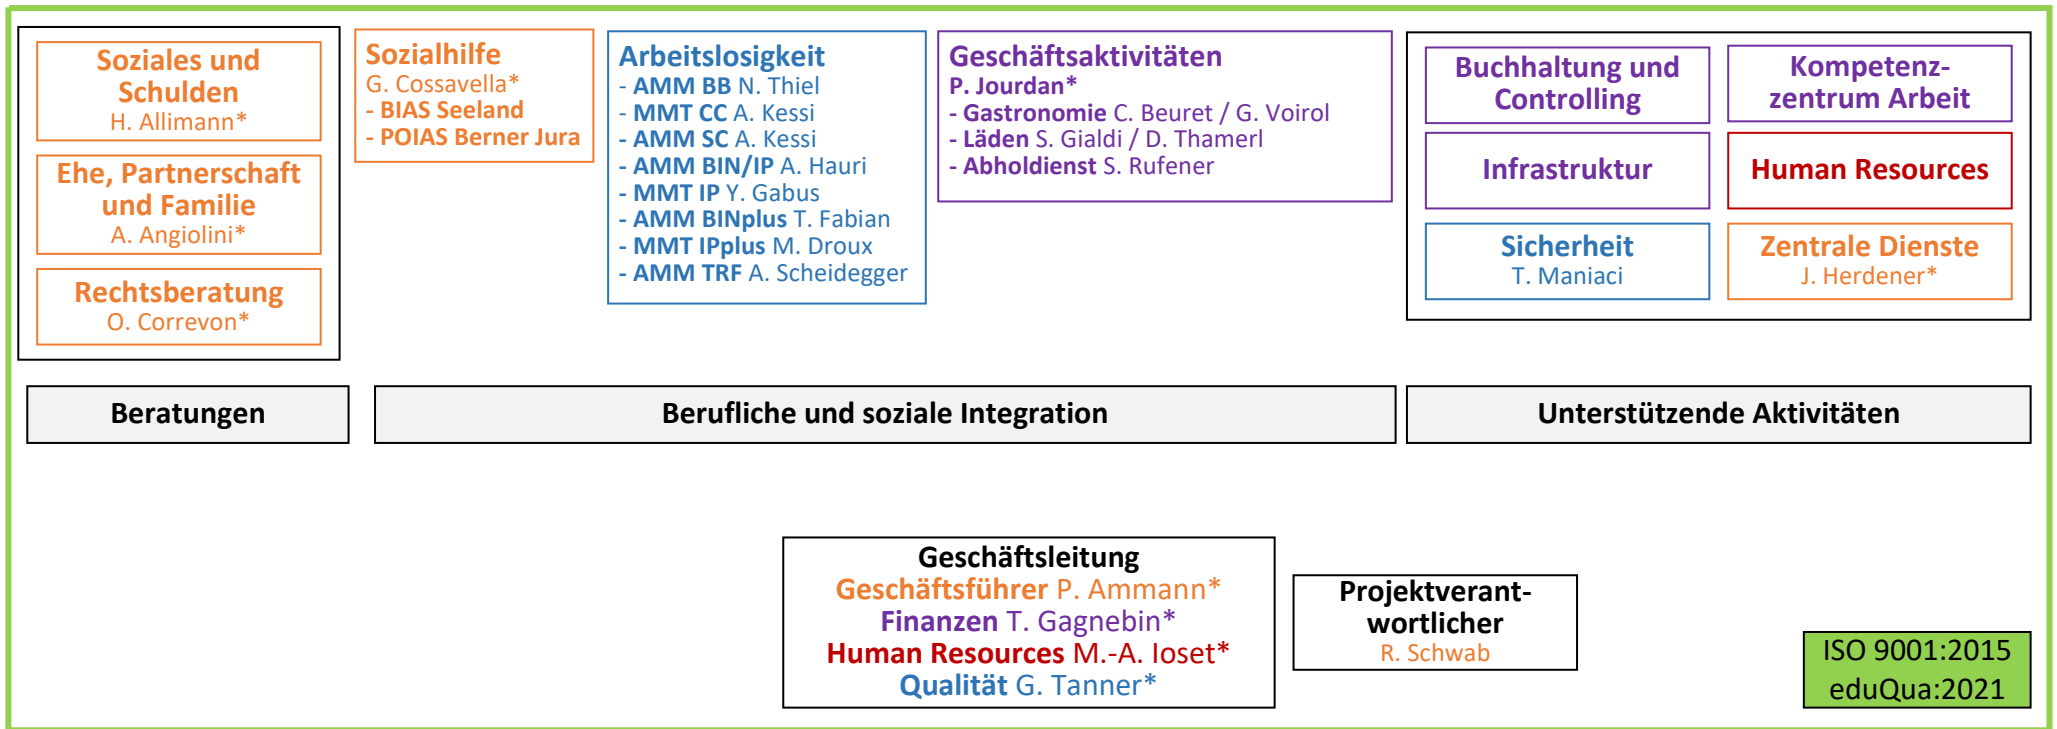 Soziales und
Schulden
H. Allimann*
Ehe, Partnerschaft
und Familie
A. Angiolini*
Rechtsberatung
O. Correvon*
Sozialhilfe
G. Cossavella*
- BIAS Seeland
- POIAS Berner Jura
Arbeitslosigkeit
- AMM BB N. Thiel
- MMT CC A. Kessi
- AMM SC A. Kessi
- AMM BIN/IP A. Hauri
- MMT IP Y. Gabus
- AMM BINplus T. Fabian
- MMT IPplus M. Droux
- AMM TRF A. Scheidegger
Geschäftsaktivitäten
P. Jourdan*
- Gastronomie C. Beuret / G. Voirol
- Läden S. Gialdi / D. Thamerl
- Abholdienst S. Rufener
Buchhaltung und
Controlling
Kompetenz-
zentrum Arbeit
Infrastruktur
Human Resources
Sicherheit
T. Maniaci
Zentrale Dienste
J. Herdener*
Beratungen
Berufliche und soziale Integration
Unterstützende Aktivitäten
Geschäftsleitung
Geschäftsführer P. Ammann*
Finanzen T. Gagnebin*
Human Resources M.-A. Ioset*
Qualität G. Tanner*
Projektverant-
wortlicher
R. Schwab
ISO 9001:2015
eduQua:2021